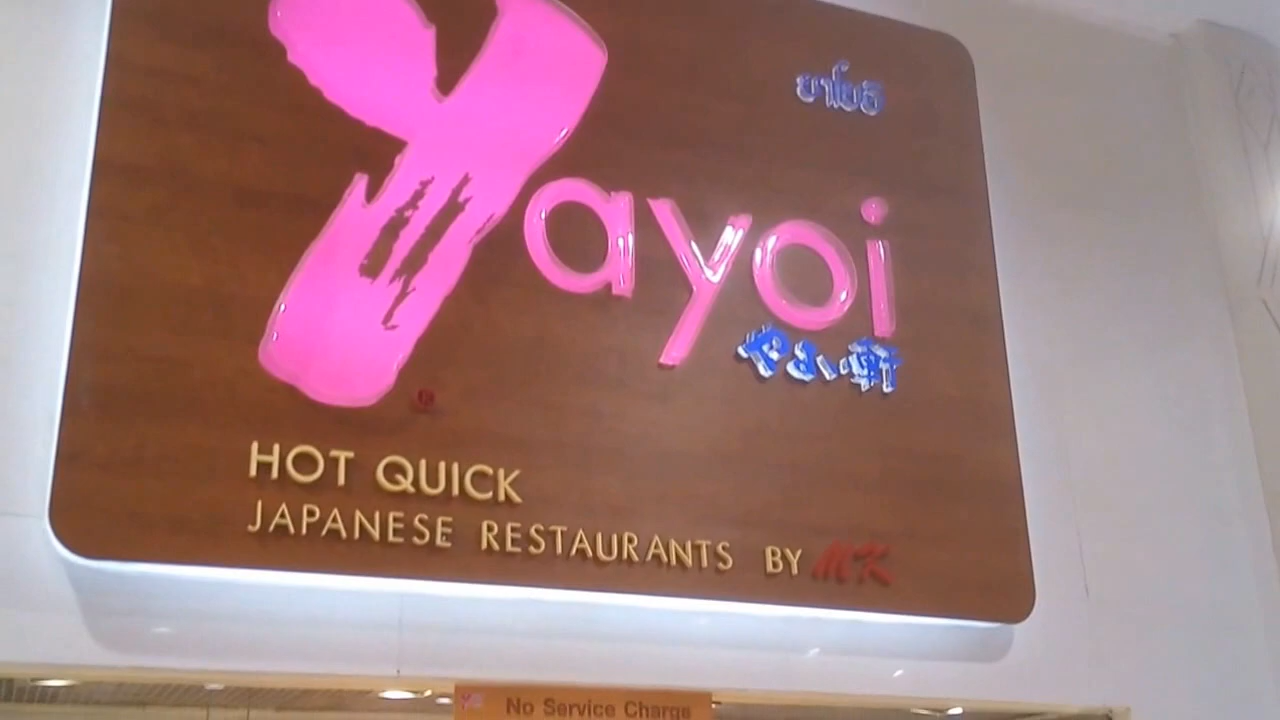 ยาโยอิ
Yayoi
やよい軒
HOT QUICK
JAPANESE RESTAURANTS BY MK
No Service Charge